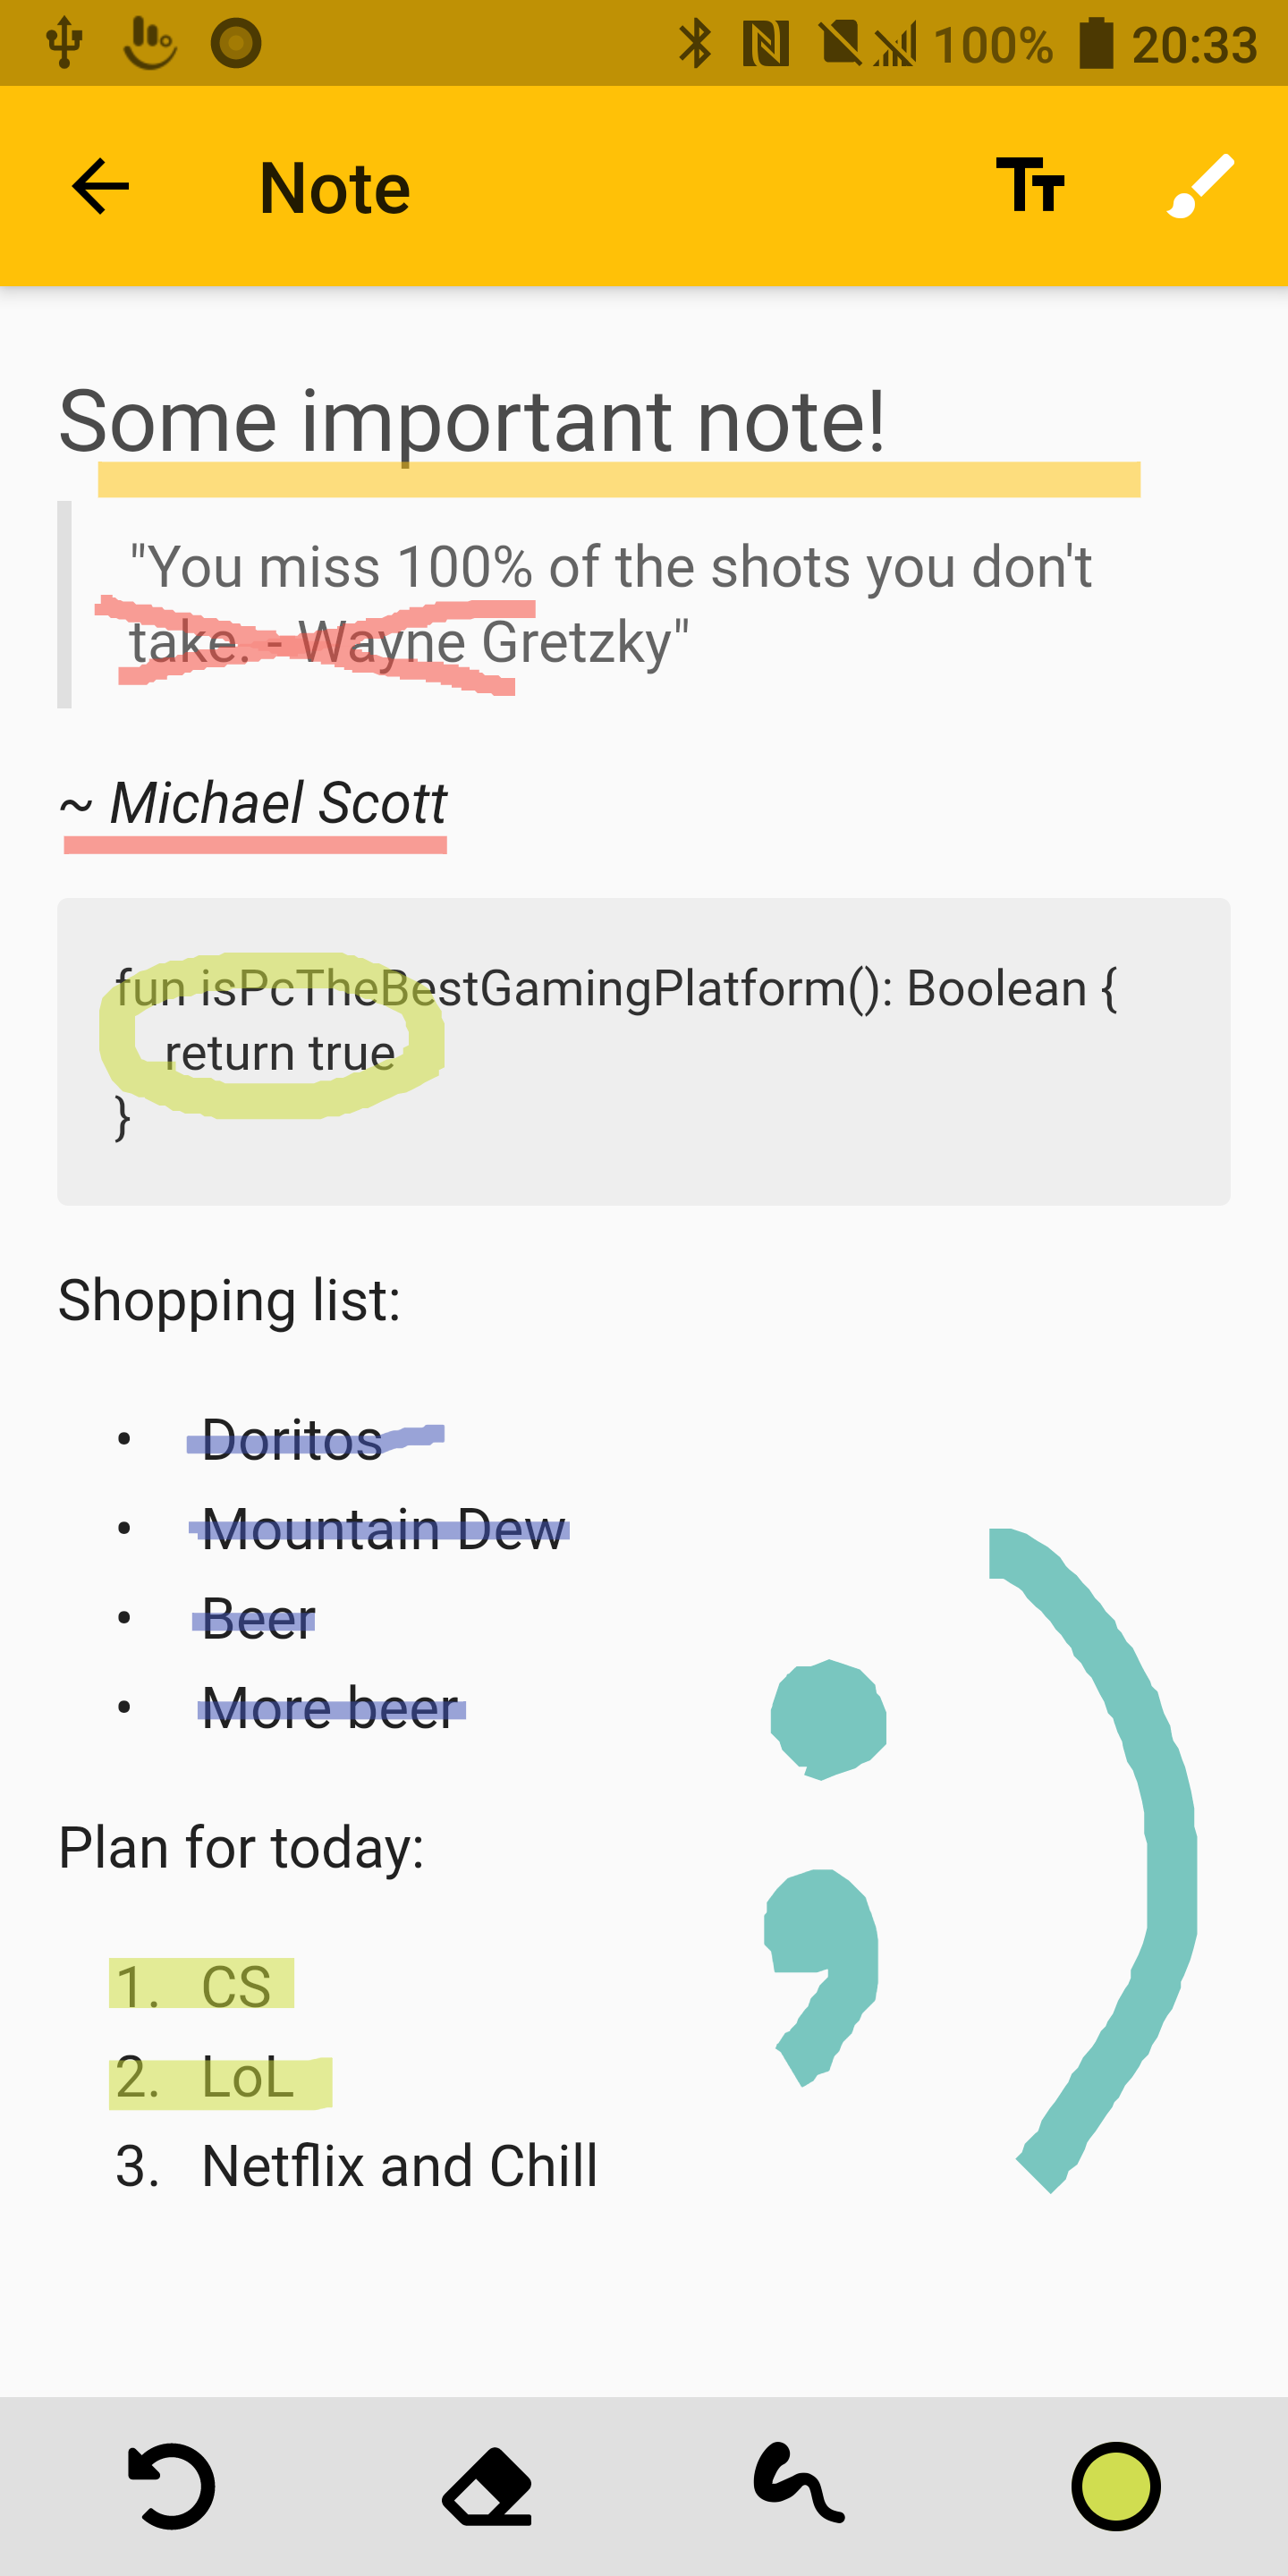 100% 20:33
Note
Some important note!
"You miss 100% of the shots you don't
take. - Wayne Gretzky"
~ Michael Scott
fun isPcTheBestGamingPlatform(): Boolean {
return true
}
Shopping list:
• Doritos
• Mountain Dew
• Beer
• More beer
Plan for today:
1. CS
2. LoL
3. Netflix and Chill
;)